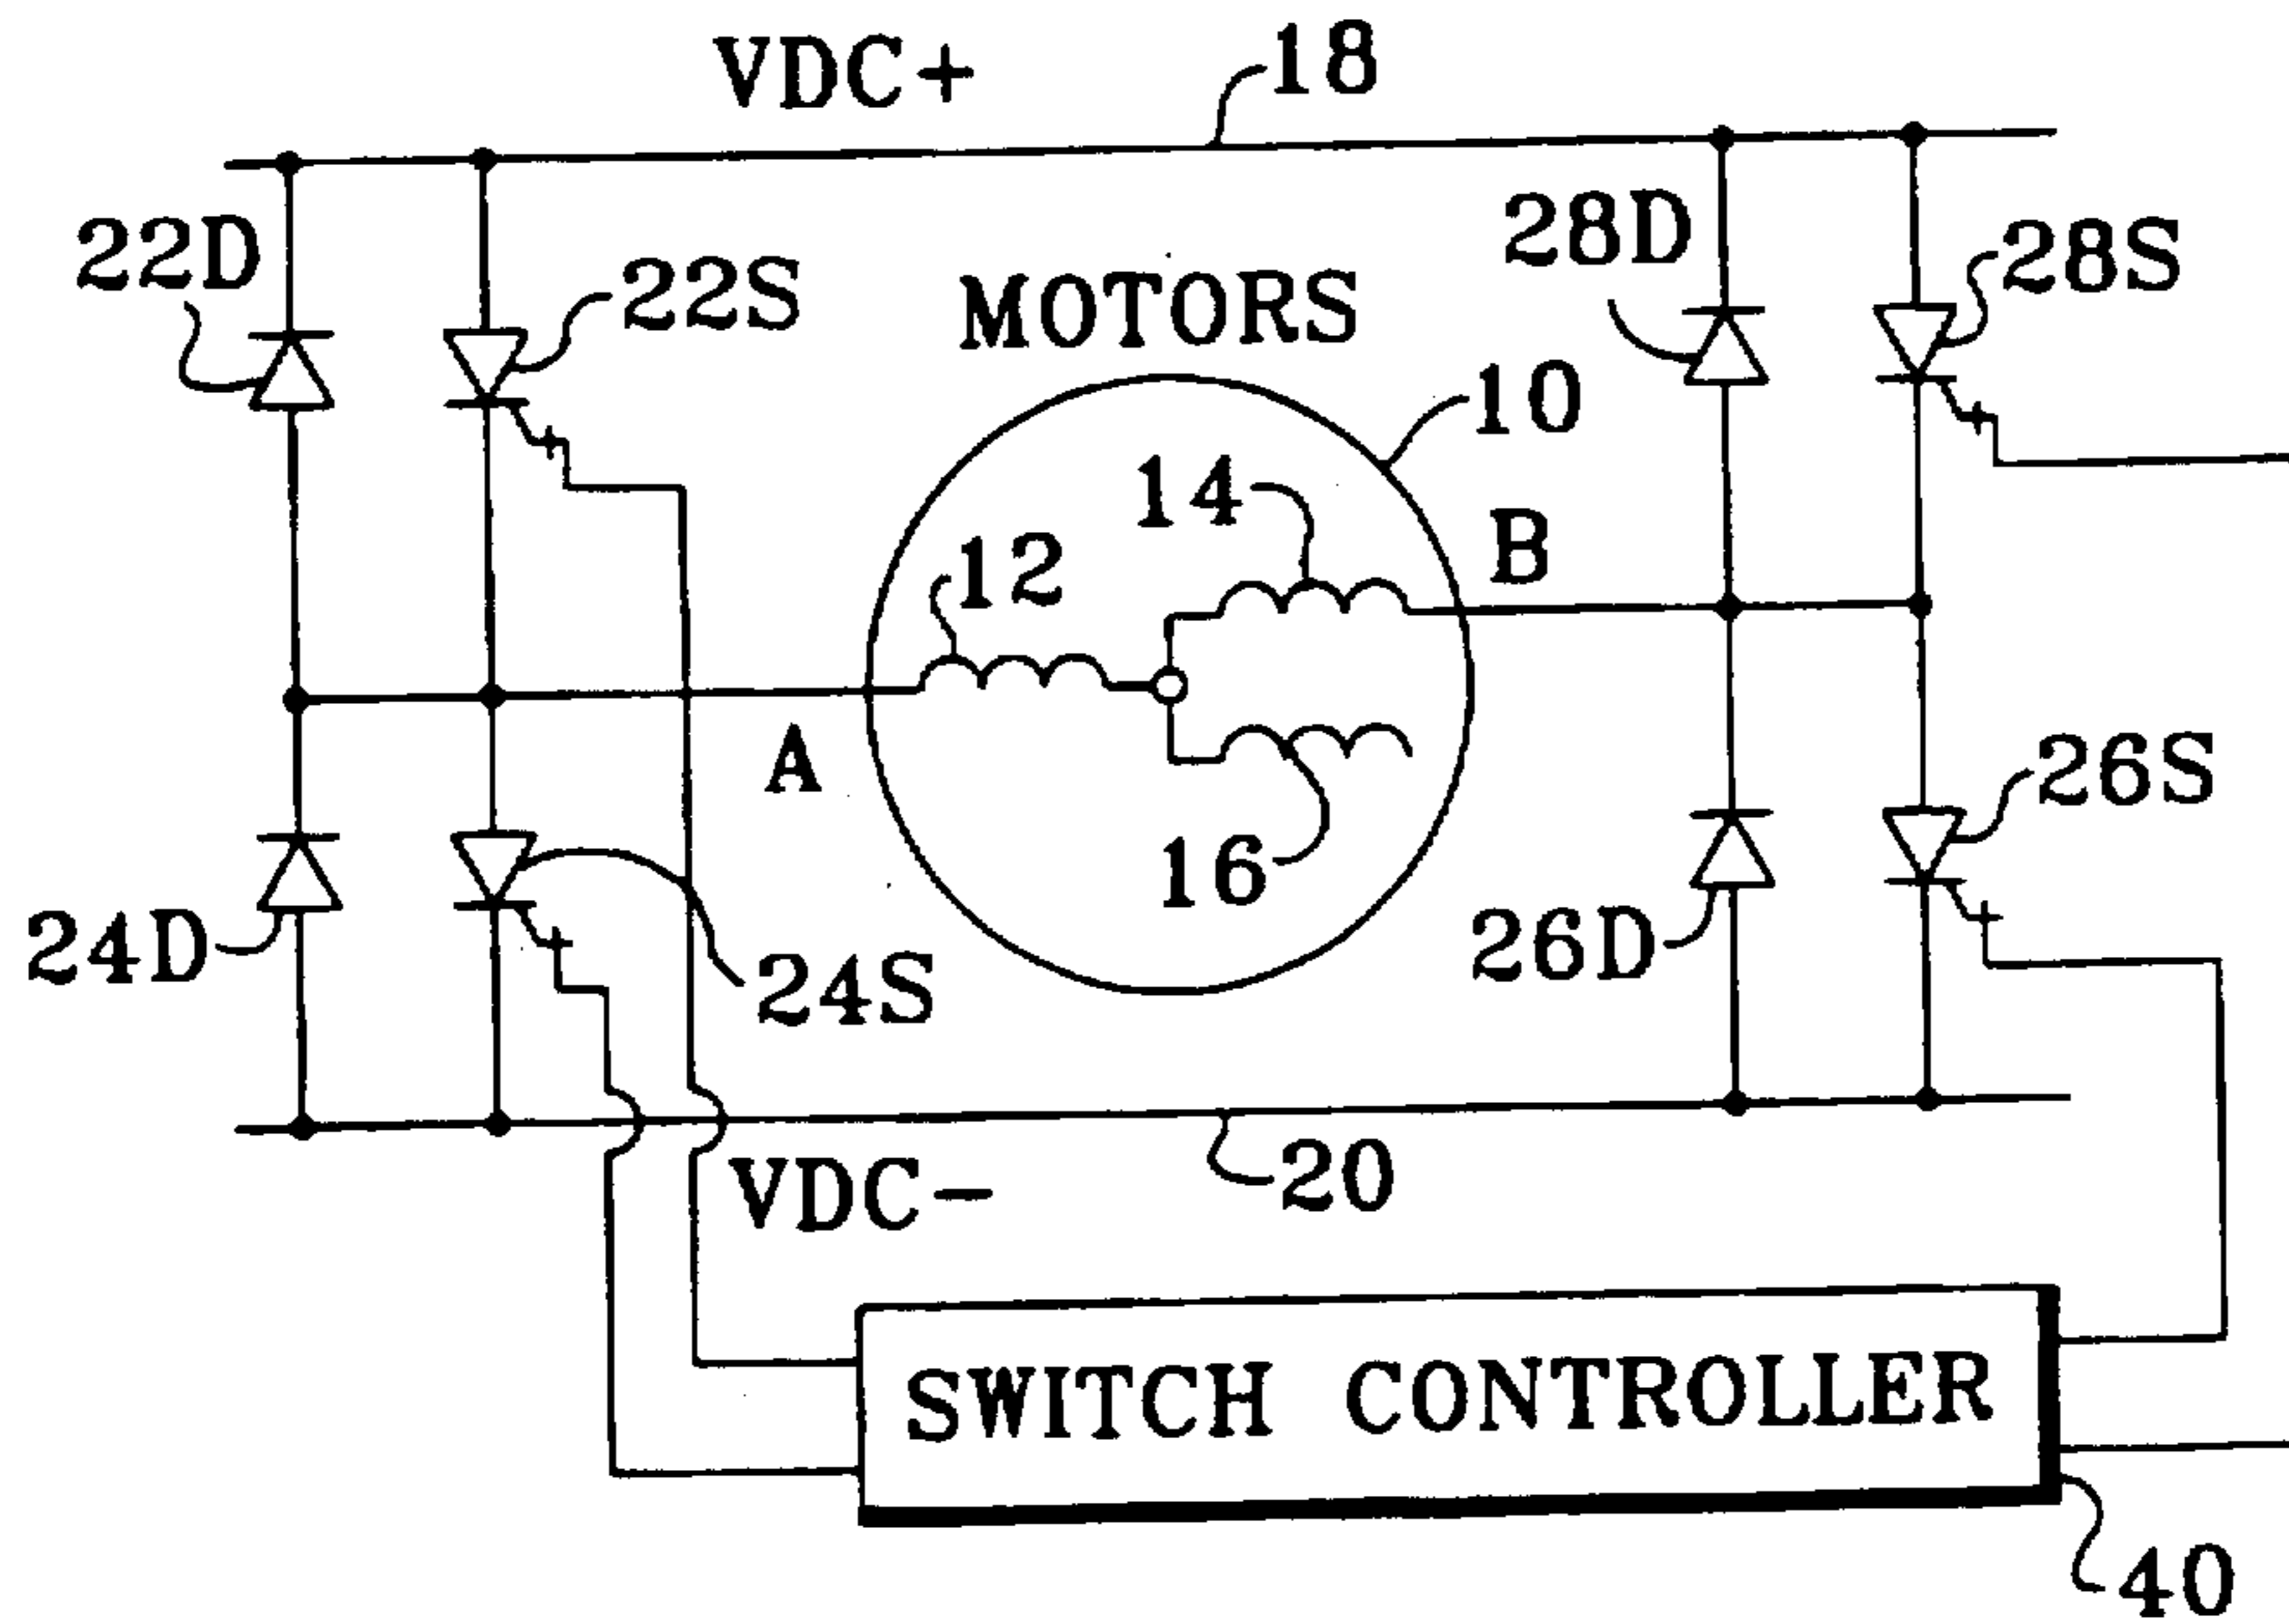 VDC+
18
22D
22S
28D
28S
MOTORS
10
14
12
B
A
16
26S
24D
24S
26D
20
VDC-
SWITCH CONTROLLER
40